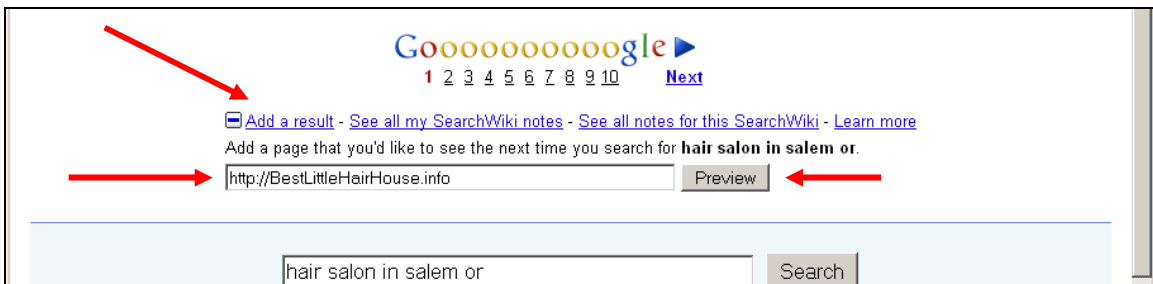 Goooooooooogle
1 2 3 4 5 6 7 8 9 10 Next
Add a result - See all my SearchWiki notes - See all notes for this SearchWiki - Learn more
Add a page that you'd like to see the next time you search for hair salon in salem or.
http://BestLittleHairHouse.info Preview
hair salon in salem or Search